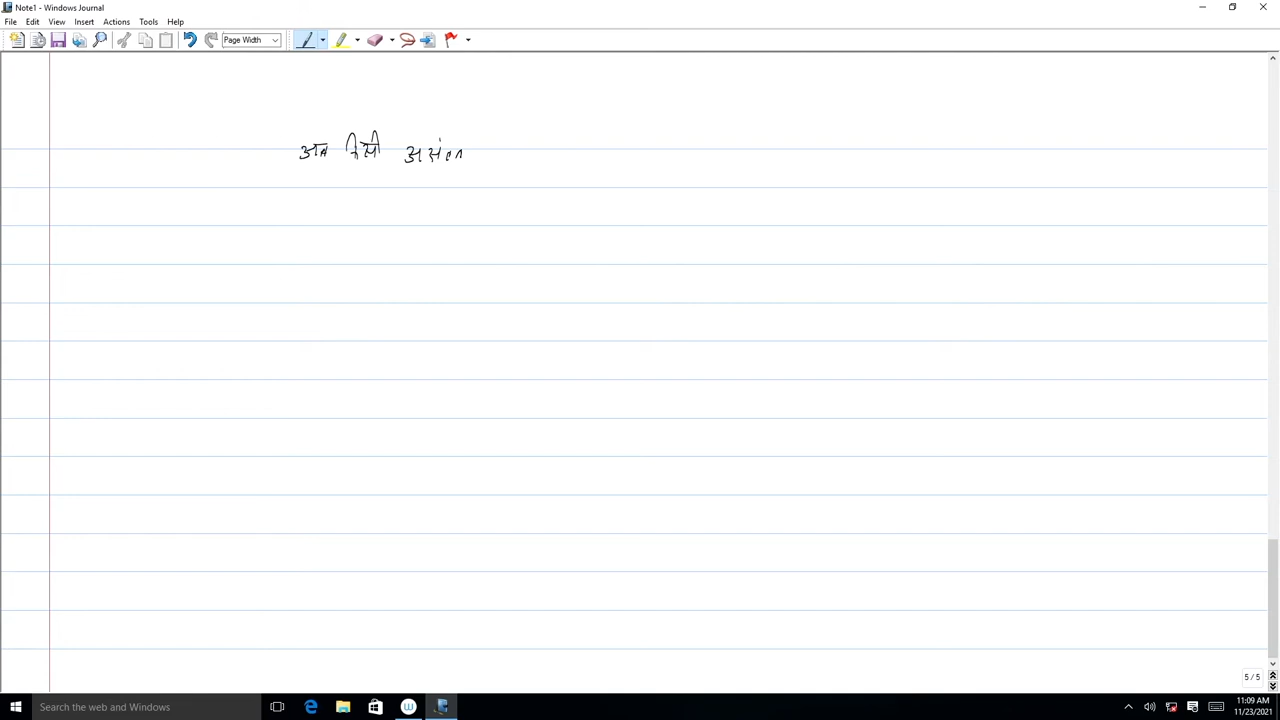 Note1 - Windows Journal
File Edit View Insert Actions Tools Help
Page Width
अब किसी
5 / 5
Search the web and Windows
11:09 AM
11/23/2021